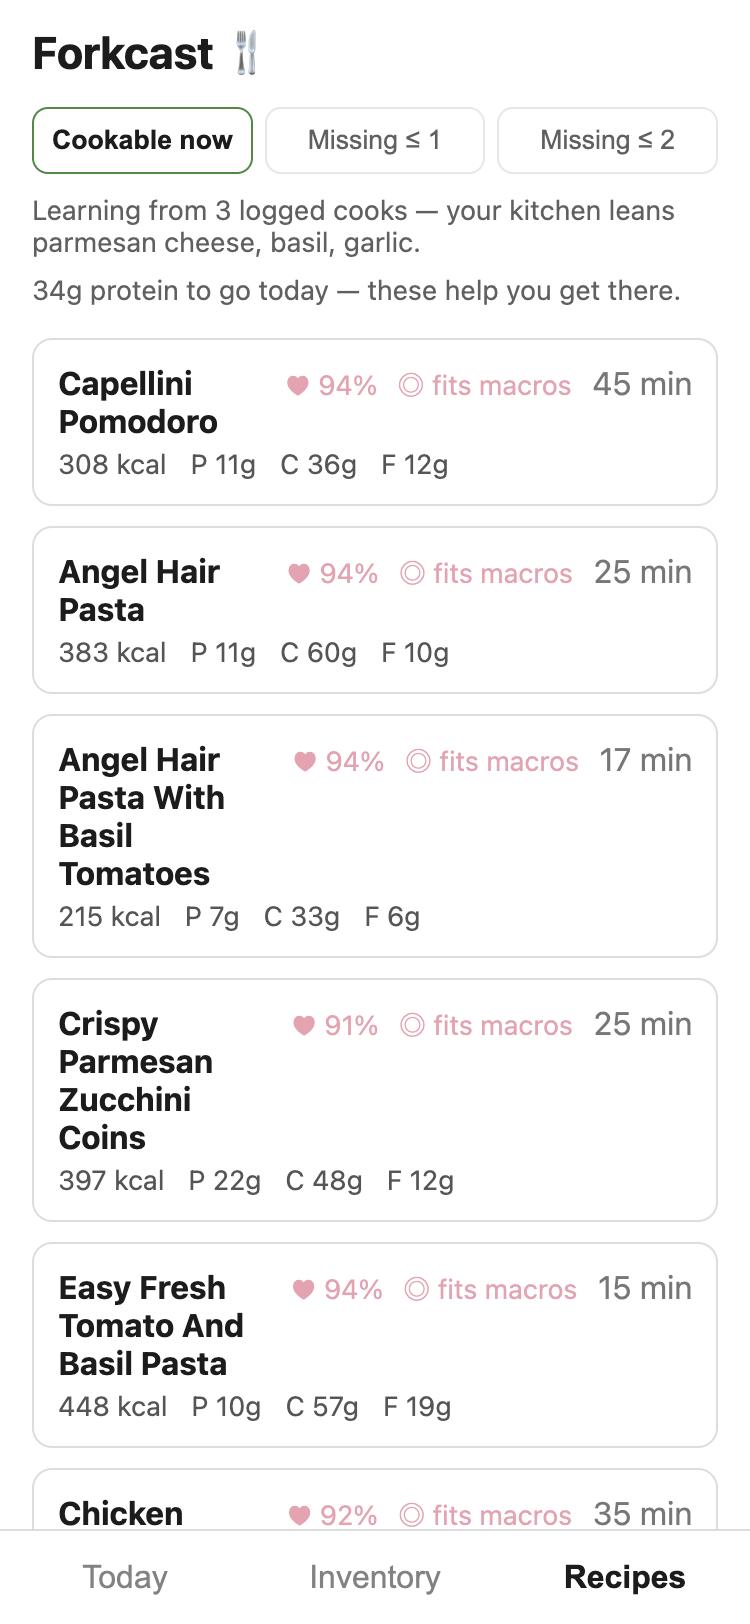 Forkcast 🍴
Cookable now
Missing ≤ 1
Missing ≤ 2
Learning from 3 logged cooks — your kitchen leans
parmesan cheese, basil, garlic.
34g protein to go today — these help you get there.
Capellini ♥ 94% ◎ fits macros 45 min
Pomodoro
308 kcal P 11g C 36g F 12g
Angel Hair ♥ 94% ◎ fits macros 25 min
Pasta
383 kcal P 11g C 60g F 10g
Angel Hair ♥ 94% ◎ fits macros 17 min
Pasta With
Basil
Tomatoes
215 kcal P 7g C 33g F 6g
Crispy ♥ 91% ◎ fits macros 25 min
Parmesan
Zucchini
Coins
397 kcal P 22g C 48g F 12g
Easy Fresh ♥ 94% ◎ fits macros 15 min
Tomato And
Basil Pasta
448 kcal P 10g C 57g F 19g
Chicken ♥ 92% ◎ fits macros 35 min
Today
Inventory
Recipes